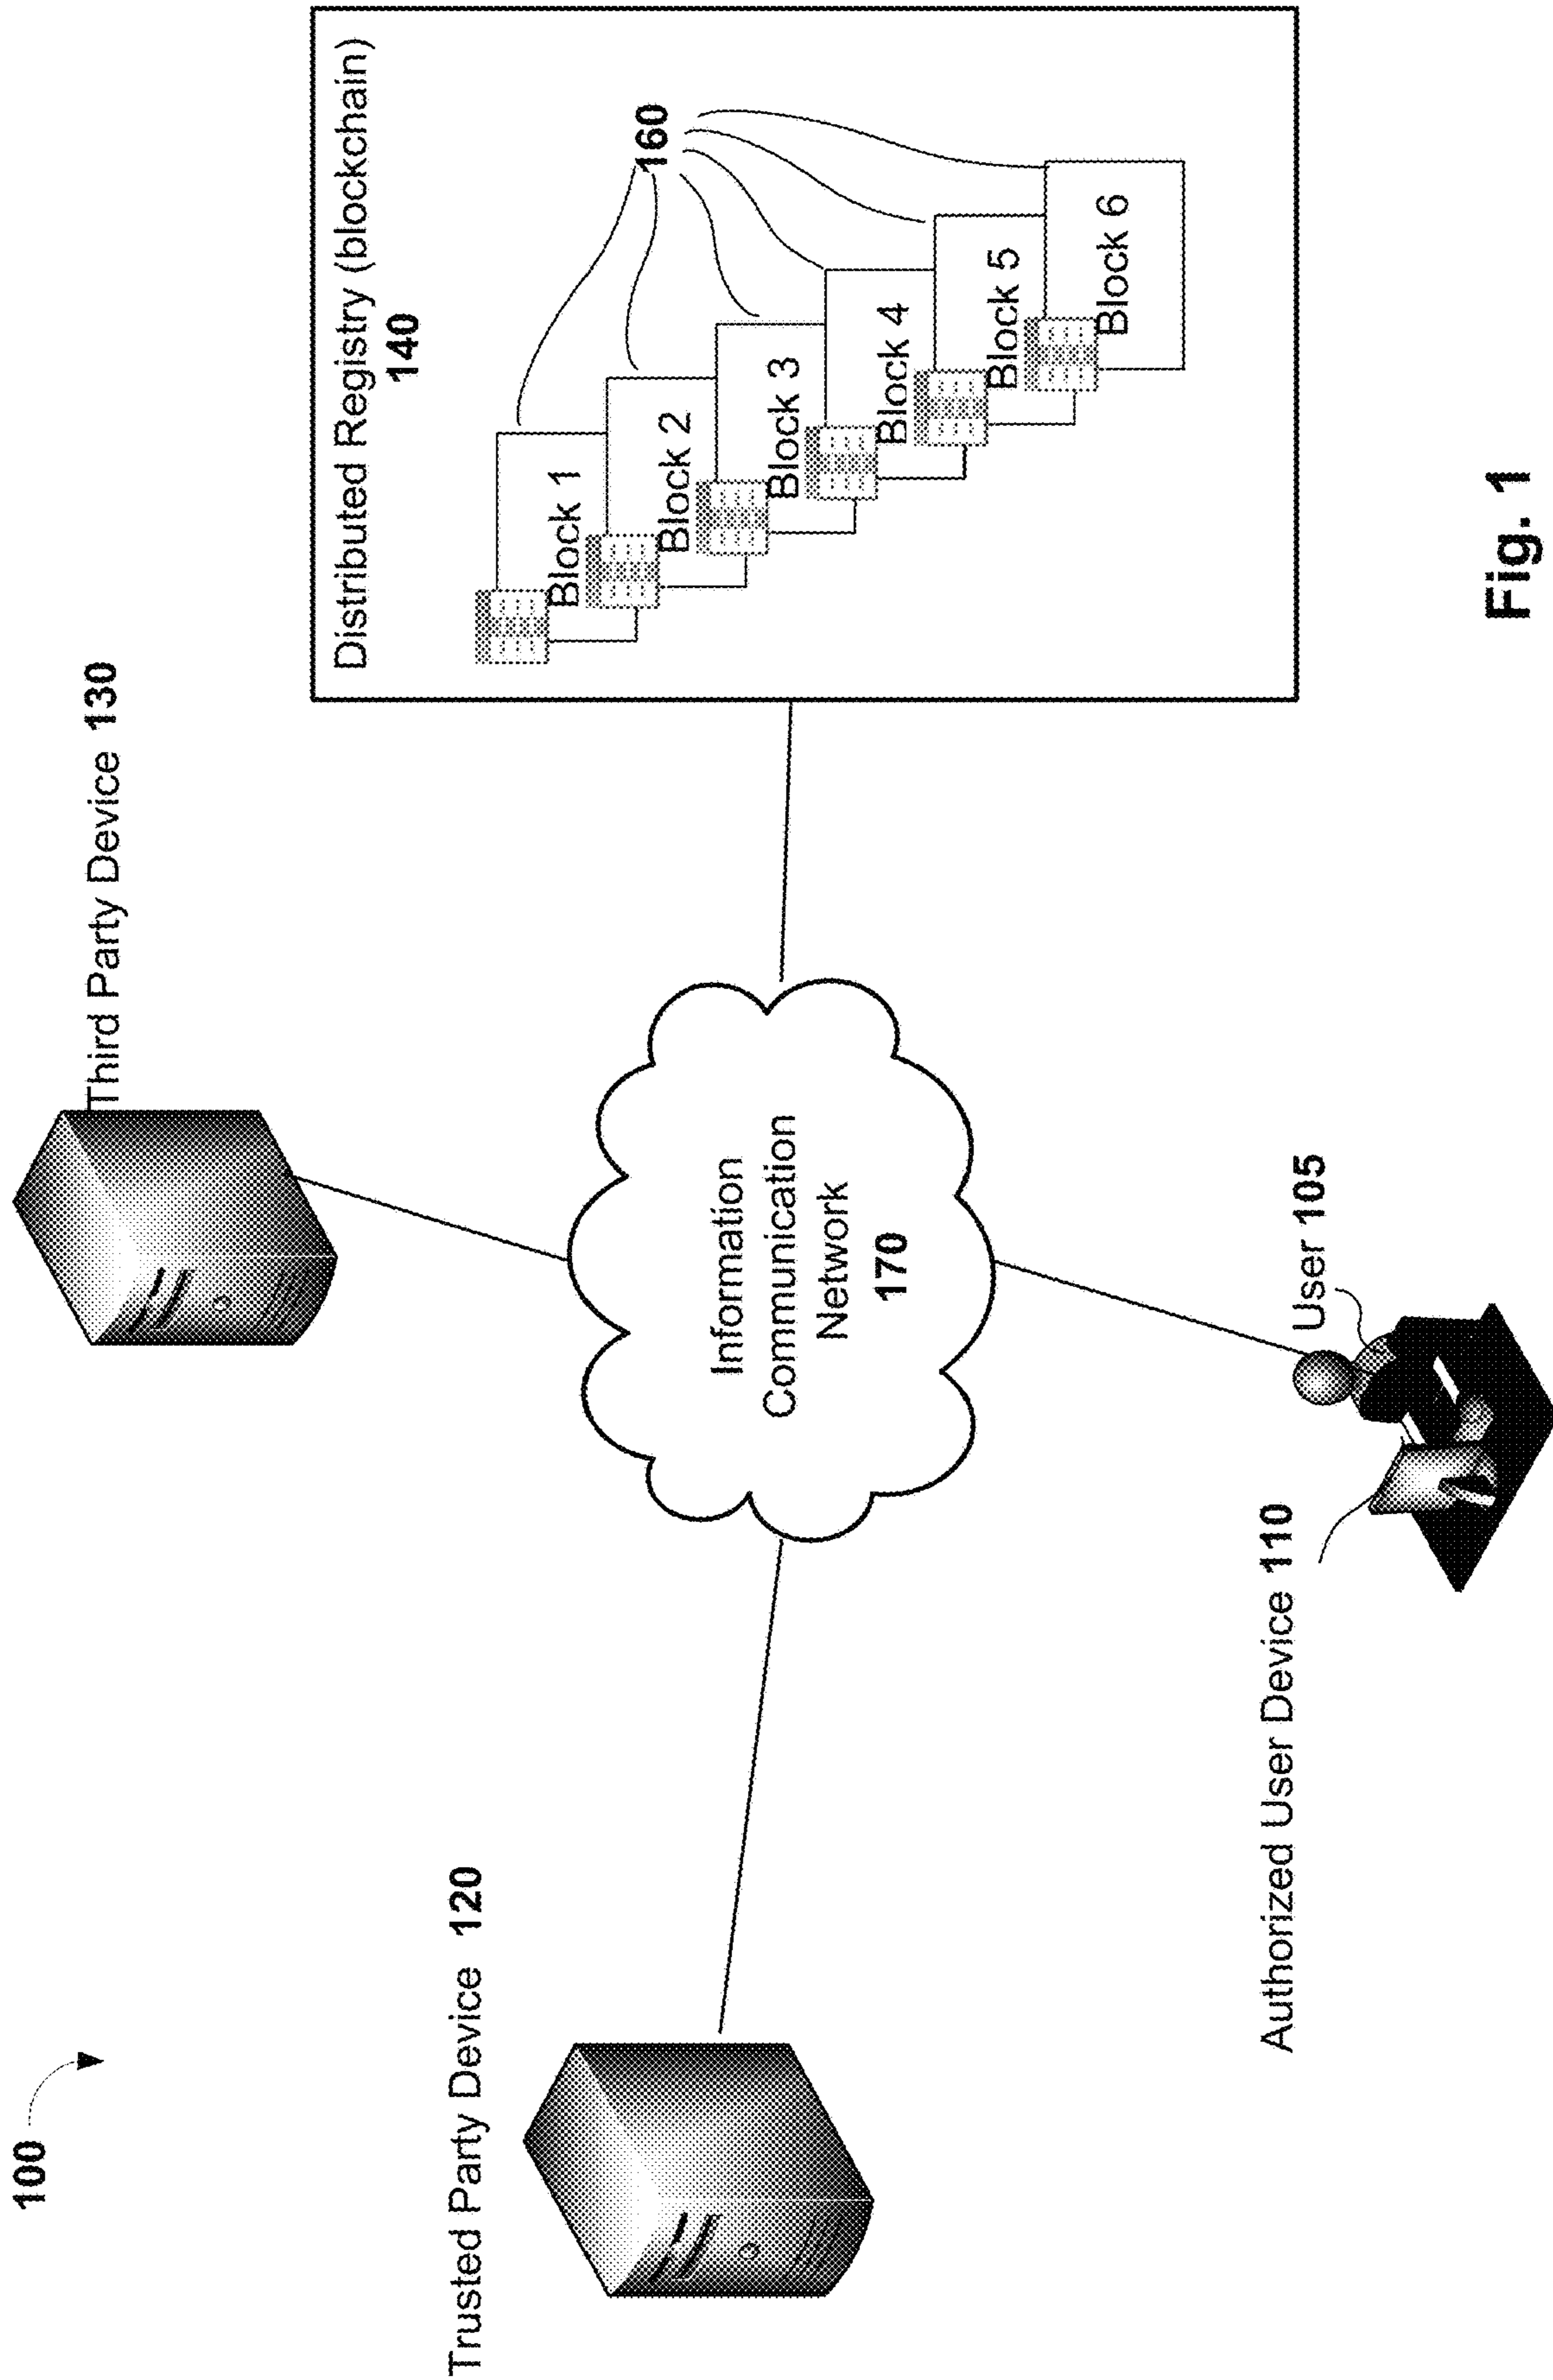 100
Third Party Device 130
Distributed Registry (blockchain)
140
160
Block 1
Block 2
Block 3
Block 4
Block 5
Block 6
Trusted Party Device 120
Information
Communication
Network
170
Authorized User Device 110
User 105
Fig. 1